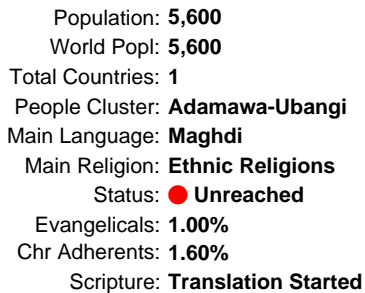 Population: 5,600
World Popl: 5,600
Total Countries: 1
People Cluster: Adamawa-Ubangi
Main Language: Maghdi
Main Religion: Ethnic Religions
Status: Unreached
Evangelicals: 1.00%
Chr Adherents: 1.60%
Scripture: Translation Started